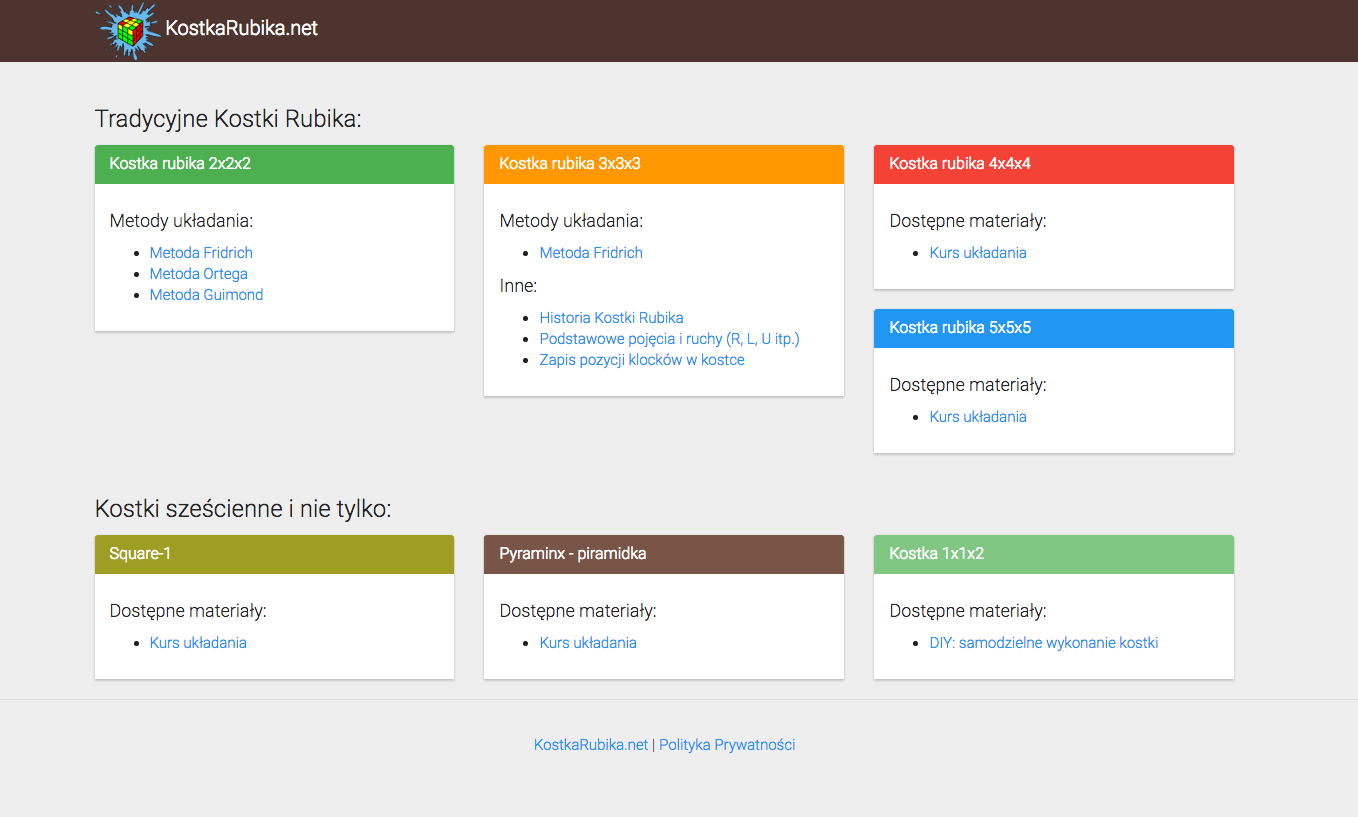 KostkaRubika.net
Tradycyjne Kostki Rubika:
Kostka rubika 2x2x2
Metody układania:
Metoda Fridrich
Metoda Ortega
Metoda Guimond
Kostka rubika 3x3x3
Metody układania:
Metoda Fridrich
Inne:
Historia Kostki Rubika
Podstawowe pojęcia i ruchy (R, L, U itp.)
Zapis pozycji klocków w kostce
Kostka rubika 4x4x4
Dostępne materiały:
Kurs układania
Kostka rubika 5x5x5
Dostępne materiały:
Kurs układania
Kostki sześcienne i nie tylko:
Square-1
Dostępne materiały:
Kurs układania
Pyraminx - piramidka
Dostępne materiały:
Kurs układania
Kostka 1x1x2
Dostępne materiały:
DIY: samodzielne wykonanie kostki
KostkaRubika.net | Polityka Prywatności